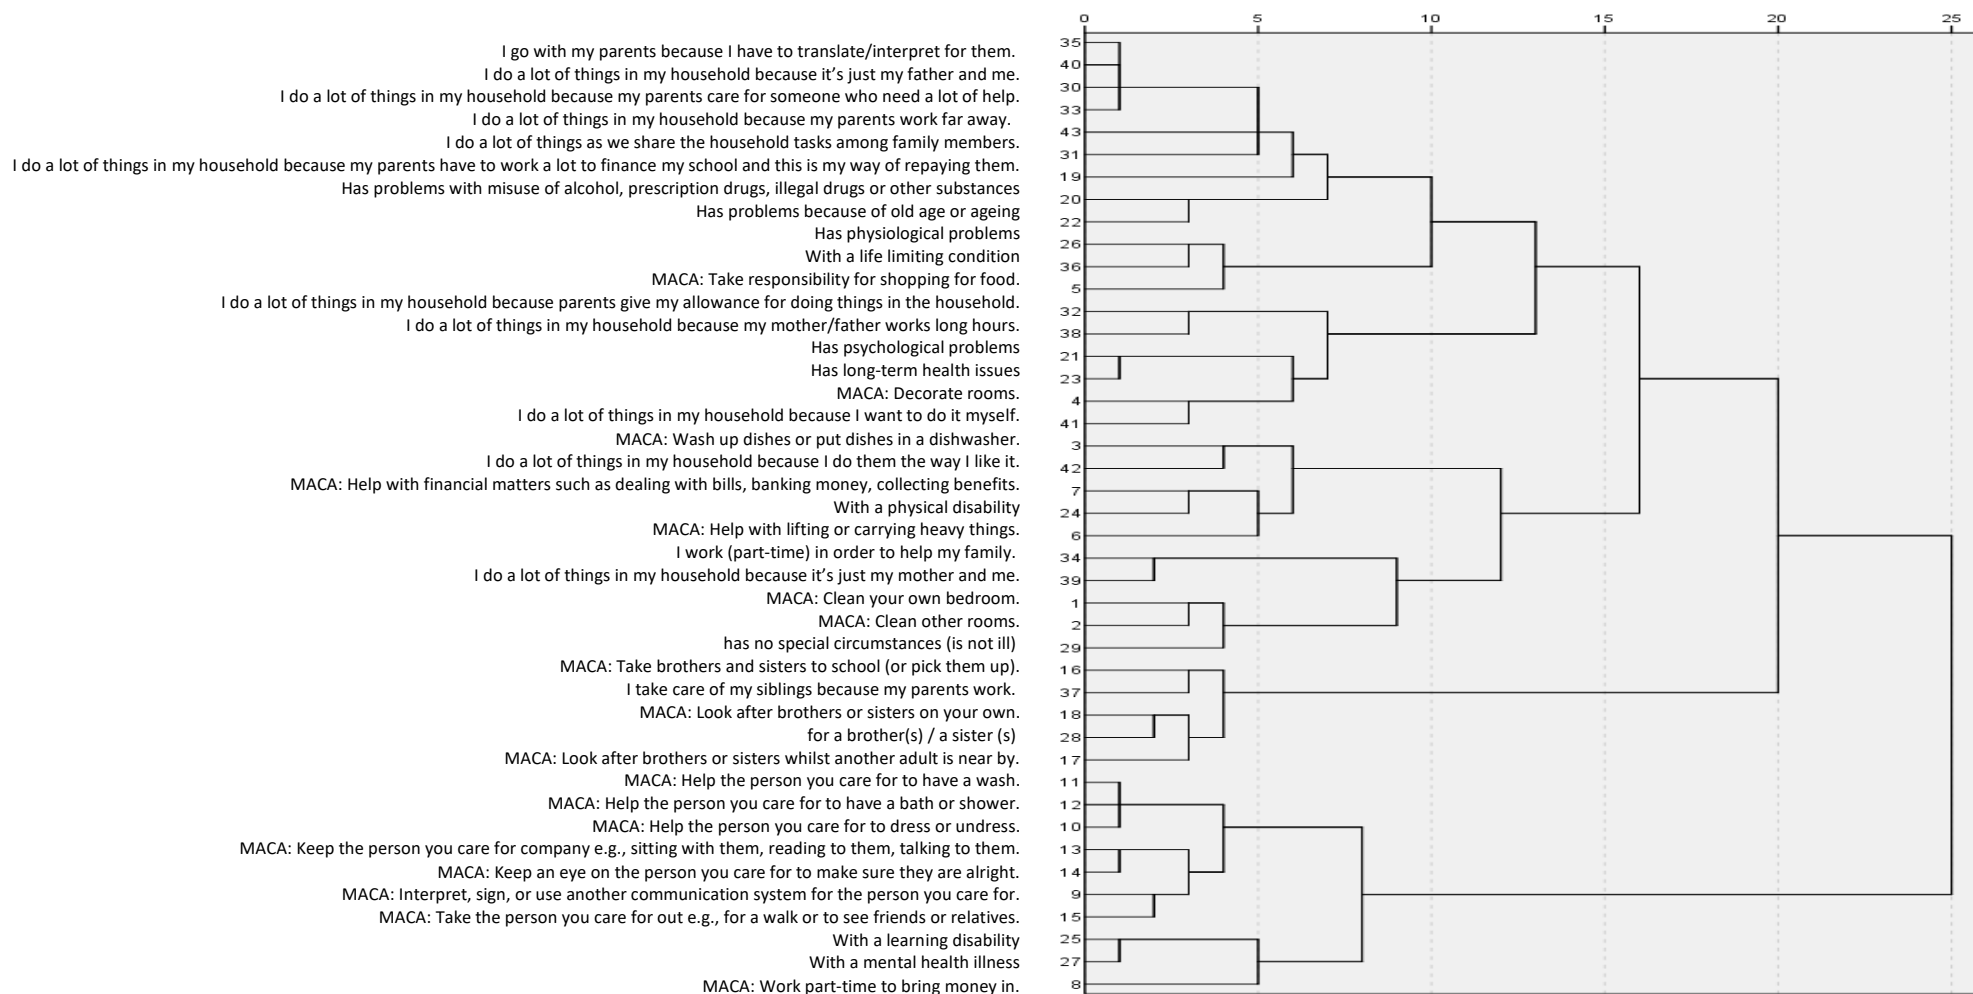 0 5 10 15 20 25
I go with my parents because I have to translate/interpret for them. 35
I do a lot of things in my household because it’s just my father and me. 40
I do a lot of things in my household because my parents care for someone who need a lot of help. 30
I do a lot of things in my household because my parents work far away. 33
I do a lot of things as we share the household tasks among family members. 43
I do a lot of things in my household because my parents have to work a lot to finance my school and this is my way of repaying them. 31
Has problems with misuse of alcohol, prescription drugs, illegal drugs or other substances 19
Has problems because of old age or ageing 20
Has physiological problems 22
With a life limiting condition 26
MACA: Take responsibility for shopping for food. 36
I do a lot of things in my household because parents give my allowance for doing things in the household. 5
I do a lot of things in my household because my mother/father works long hours. 32
Has psychological problems 38
Has long-term health issues 21
MACA: Decorate rooms. 23
I do a lot of things in my household because I want to do it myself. 4
MACA: Wash up dishes or put dishes in a dishwasher. 41
I do a lot of things in my household because I do them the way I like it. 3
MACA: Help with financial matters such as dealing with bills, banking money, collecting benefits. 42
With a physical disability 7
MACA: Help with lifting or carrying heavy things. 24
I work (part-time) in order to help my family. 6
I do a lot of things in my household because it’s just my mother and me. 34
MACA: Clean your own bedroom. 39
MACA: Clean other rooms. 1
has no special circumstances (is not ill) 2
MACA: Take brothers and sisters to school (or pick them up). 29
I take care of my siblings because my parents work. 16
MACA: Look after brothers or sisters on your own. 37
for a brother(s) / a sister (s) 18
MACA: Look after brothers or sisters whilst another adult is near by. 28
MACA: Help the person you care for to have a wash. 17
MACA: Help the person you care for to have a bath or shower. 11
MACA: Help the person you care for to dress or undress. 12
MACA: Keep the person you care for company e.g., sitting with them, reading to them, talking to them. 10
MACA: Keep an eye on the person you care for to make sure they are alright. 13
MACA: Interpret, sign, or use another communication system for the person you care for. 14
MACA: Take the person you care for out e.g., for a walk or to see friends or relatives. 9
With a learning disability 15
With a mental health illness 25
MACA: Work part-time to bring money in. 27
8